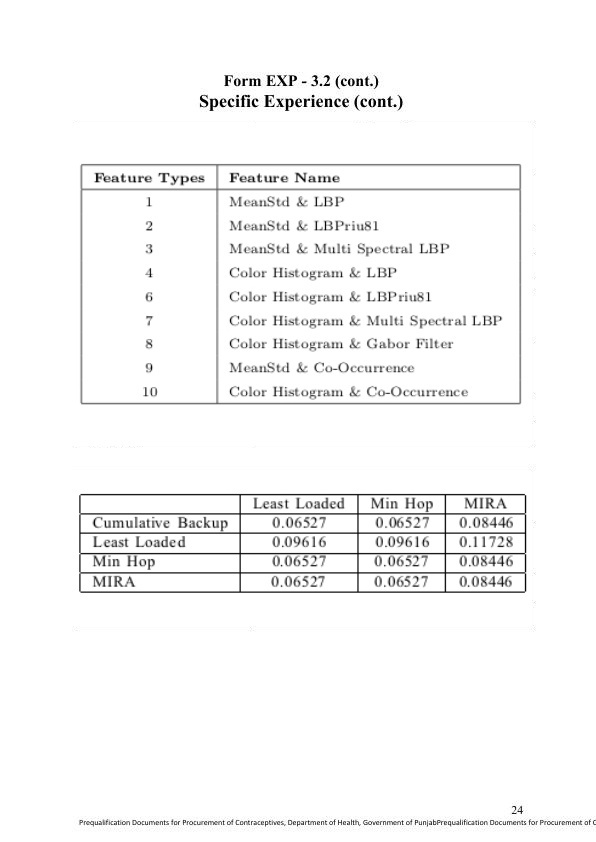 Form EXP - 3.2 (cont.)
Specific Experience (cont.)
Feature Types Feature Name
1 MeanStd & LBP
2 MeanStd & LBPriu81
3 MeanStd & Multi Spectral LBP
4 Color Histogram & LBP
6 Color Histogram & LBPriu81
7 Color Histogram & Multi Spectral LBP
8 Color Histogram & Gabor Filter
9 MeanStd & Co-Occurrence
10 Color Histogram & Co-Occurrence
Least Loaded Min Hop MIRA
Cumulative Backup 0.06527 0.06527 0.08446
Least Loaded 0.09616 0.09616 0.11728
Min Hop 0.06527 0.06527 0.08446
MIRA 0.06527 0.06527 0.08446
24
Prequalification Documents for Procurement of Contraceptives, Department of Health, Government of PunjabPrequalification Documents for Procurement of C